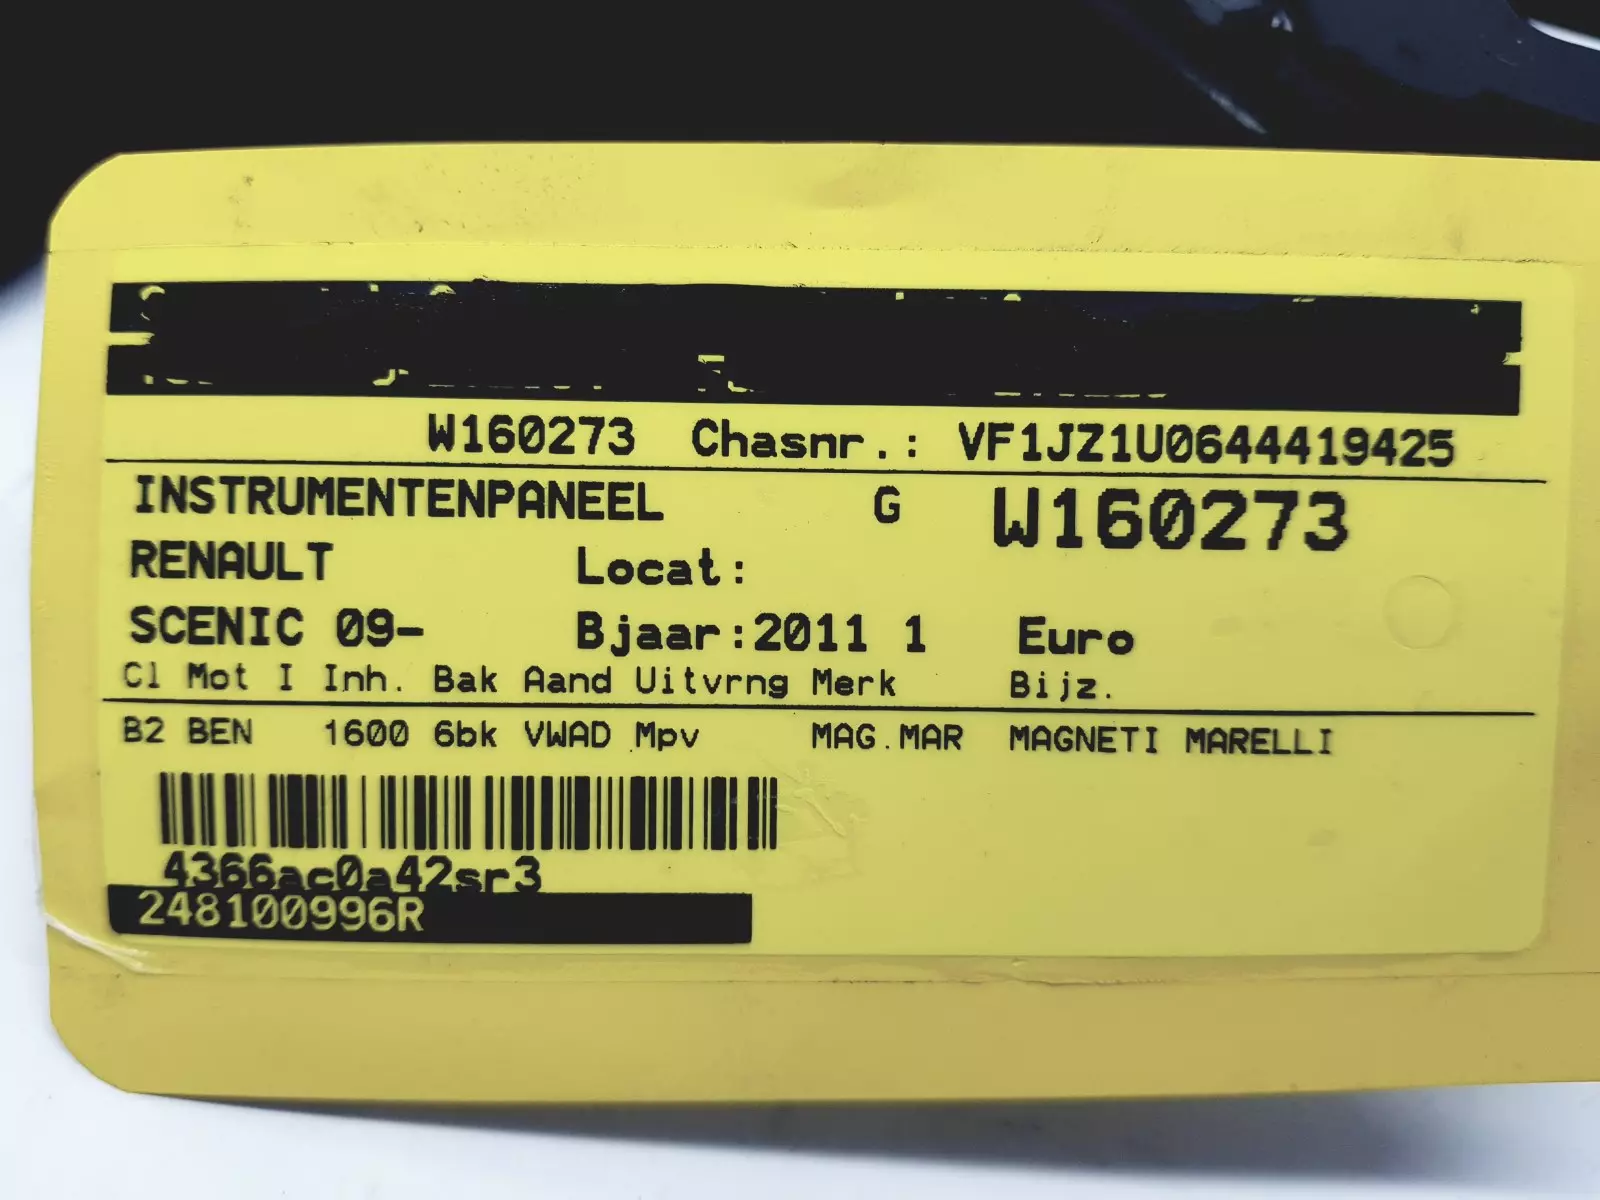 W160273 Chasnr.: VF1JZ1U0644419425
INSTRUMENTENPANEEL G W160273
RENAULT Locat:
SCENIC 09- Bjaar:2011 1 Euro
Cl Mot I Inh. Bak Aand Uitvrng Merk Bijz.
B2 BEN 1600 6bk VWAD Mpv MAG.MAR MAGNETI MARELLI
4366ac0a42sr3
248100996R